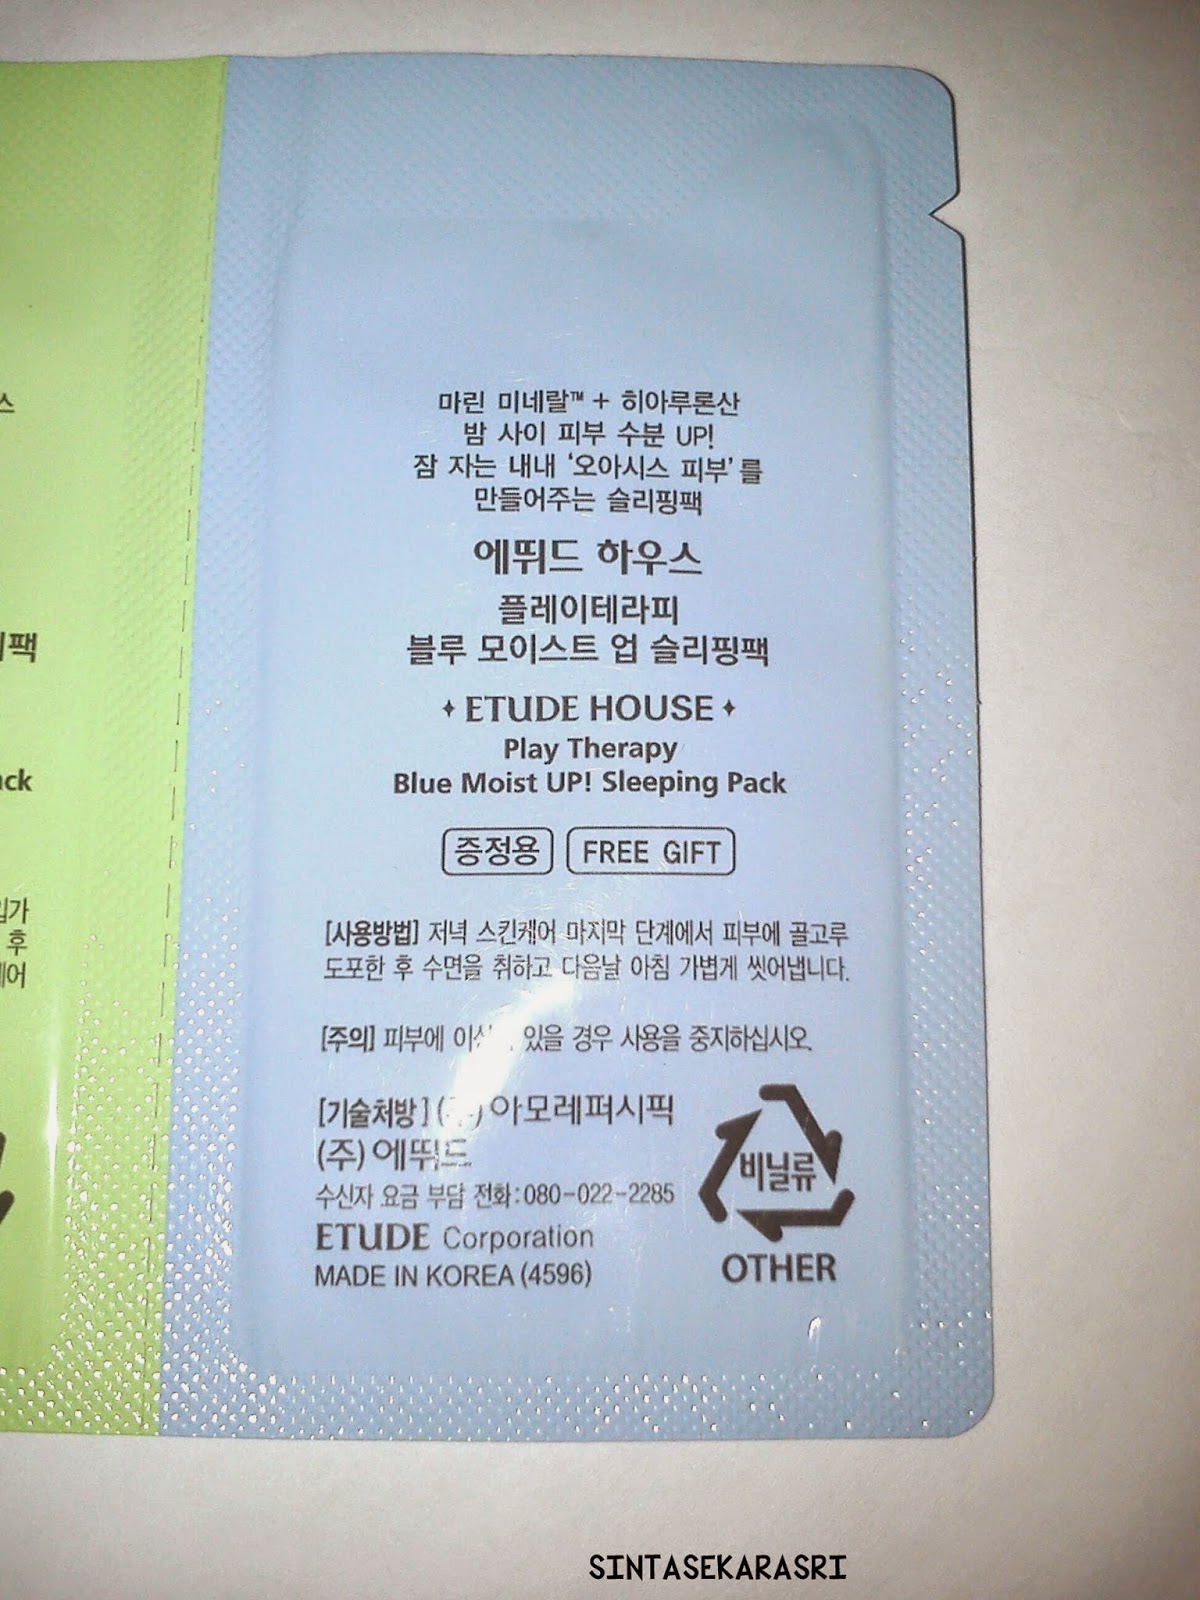 스
팩
ck
입가
후
케어
마린 미네랄™ + 히아루론산
밤 사이 피부 수분 UP!
잠 자는 내내 ‘오아시스 피부’를
만들어주는 슬리핑팩
에뛰드 하우스
플레이테라피
블루 모이스트 업 슬리핑팩
ETUDE HOUSE
Play Therapy
Blue Moist UP! Sleeping Pack
증정용 FREE GIFT
[사용방법] 저녁 스킨케어 마지막 단계에서 피부에 골고루
도포한 후 수면을 취하고 다음날 아침 가볍게 씻어냅니다.
[주의] 피부에 있을 경우 사용을 중지하십시오.
[기술처방] 아모레퍼시픽
(주)에뛰드
수신자 요금 부담 전화:080-022-2285
ETUDE Corporation
MADE IN KOREA (4596)
비닐류
OTHER
SINTASEKARASRI